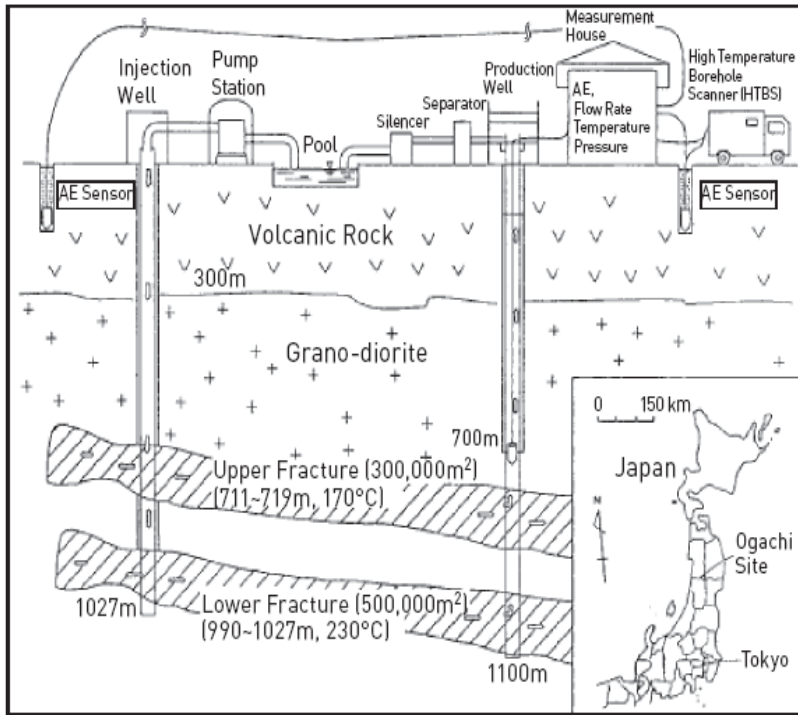 Measurement
House
Injection
Well
Pump
Station
Pool
Silencer
Separator
Production
Well
AE,
Flow Rate
Temperature
Pressure
High Temperature
Borehole
Scanner (HTBS)
AE Sensor
AE Sensor
Volcanic Rock
300m
Grano-diorite
700m
Upper Fracture (300,000m²)
(711~719m, 170°C)
Lower Fracture (500,000m²)
(990~1027m, 230°C)
1027m
1100m
0 150 km
Japan
N
Ogachi
Site
Tokyo